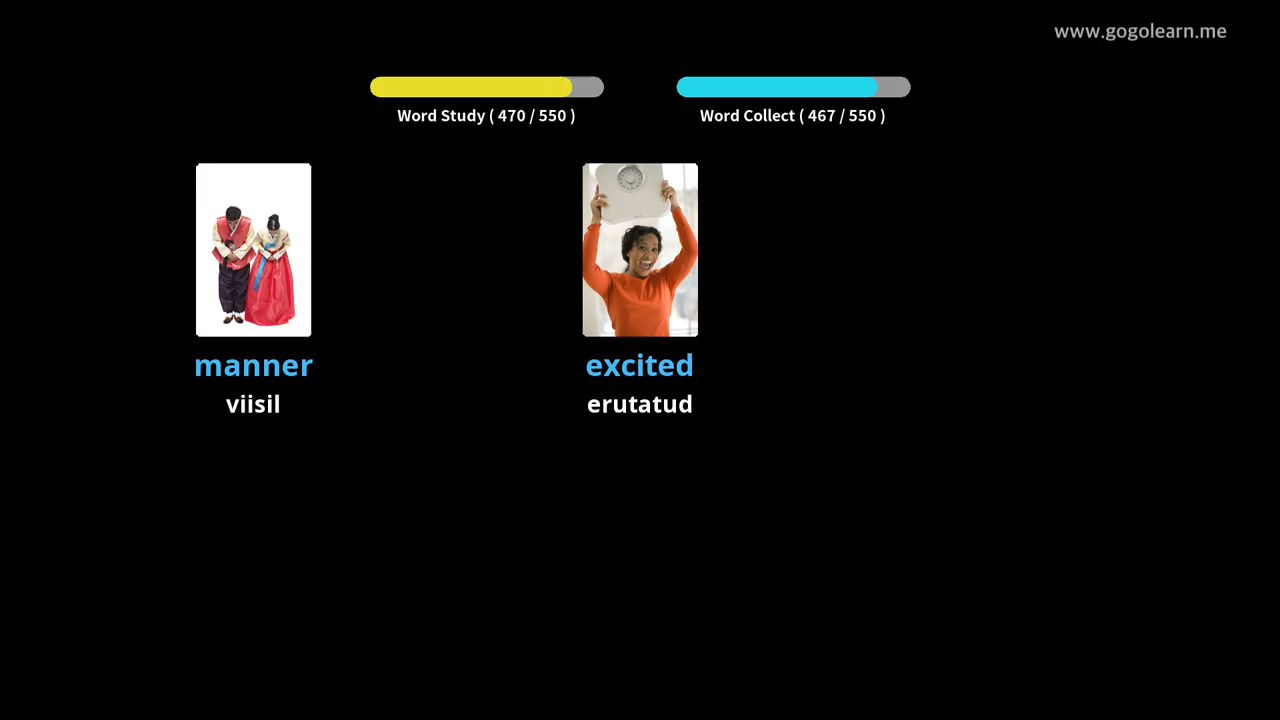 www.gogolearn.me
Word Study ( 470 / 550 )
Word Collect ( 467 / 550 )
manner
viisil
excited
erutatud